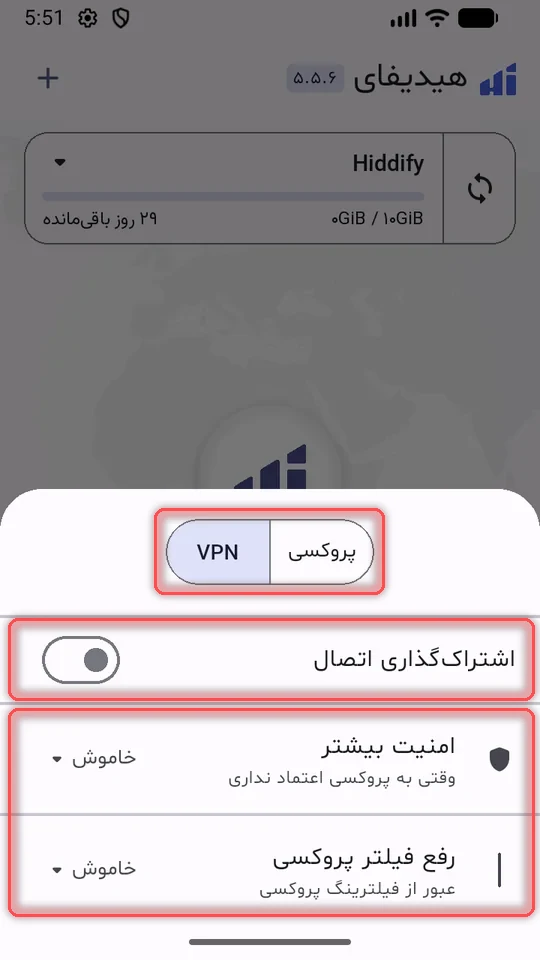 5:51
هیدیفای
۵.۵.۶
Hiddify
۰GiB / ۱۰GiB
۲۹ روز باقی‌مانده
پروکسی
VPN
اشتراک‌گذاری اتصال
امنیت بیشتر
وقتی به پروکسی اعتماد نداری
خاموش
رفع فیلتر پروکسی
عبور از فیلترینگ پروکسی
خاموش